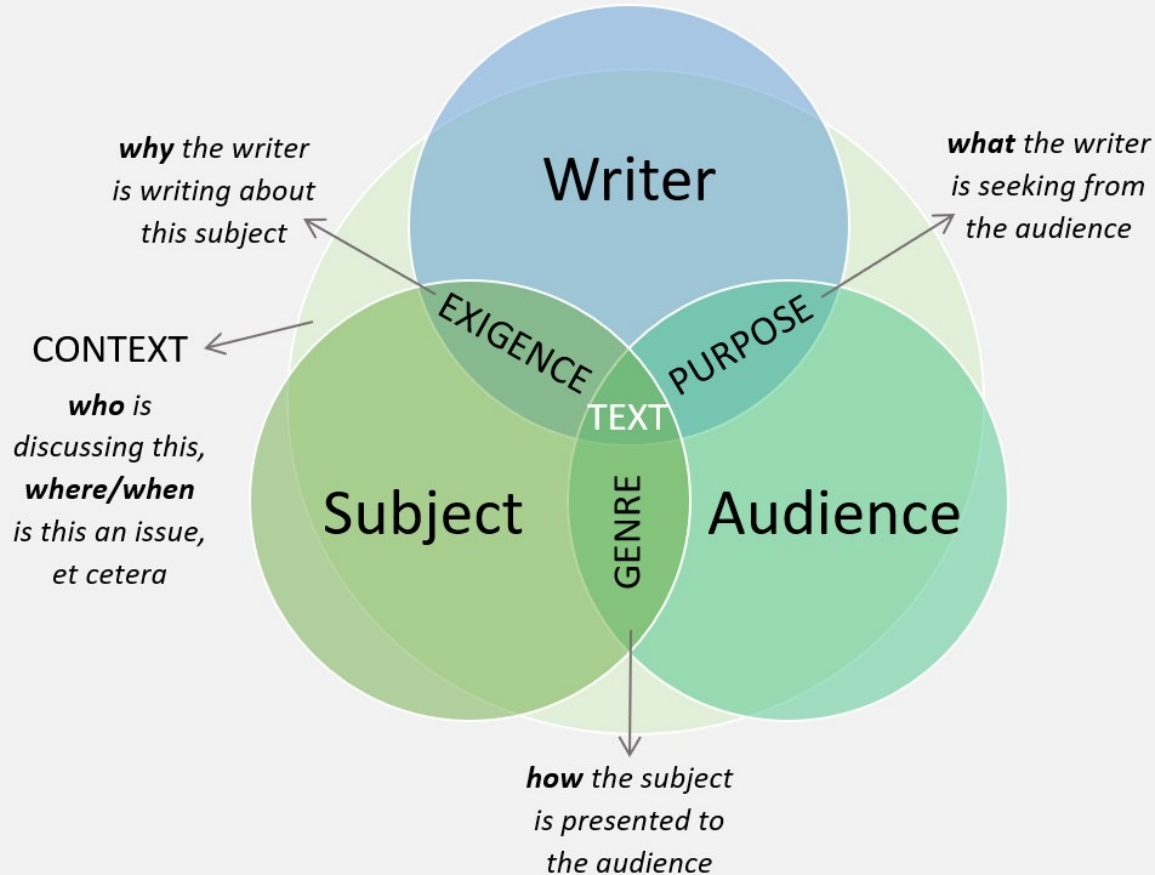 why the writer
is writing about
this subject
Writer
what the writer
is seeking from
the audience
EXIGENCE
PURPOSE
CONTEXT
who is
discussing this,
where/when
is this an issue,
et cetera
TEXT
Subject
GENRE
Audience
how the subject
is presented to
the audience